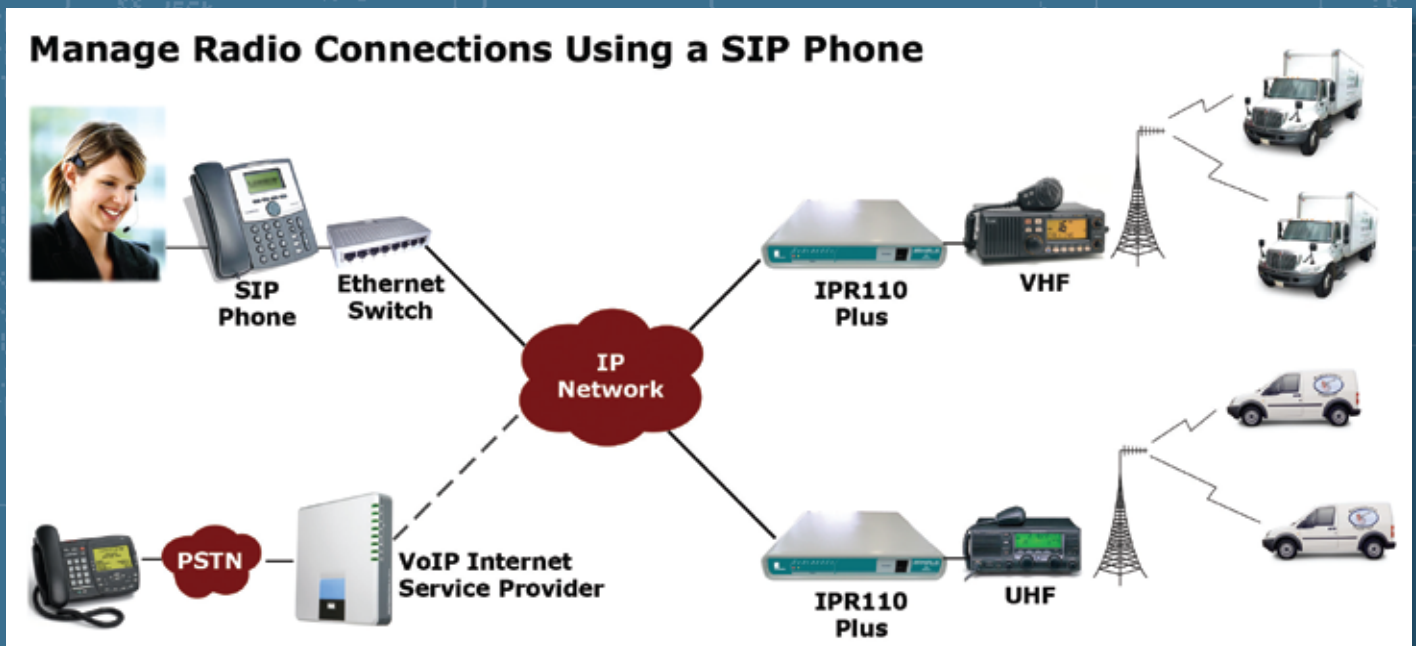 Manage Radio Connections Using a SIP Phone
SIP
Phone
Ethernet
Switch
IPR110
Plus
VHF
IP
Network
PSTN
VoIP Internet
Service Provider
IPR110
Plus
UHF